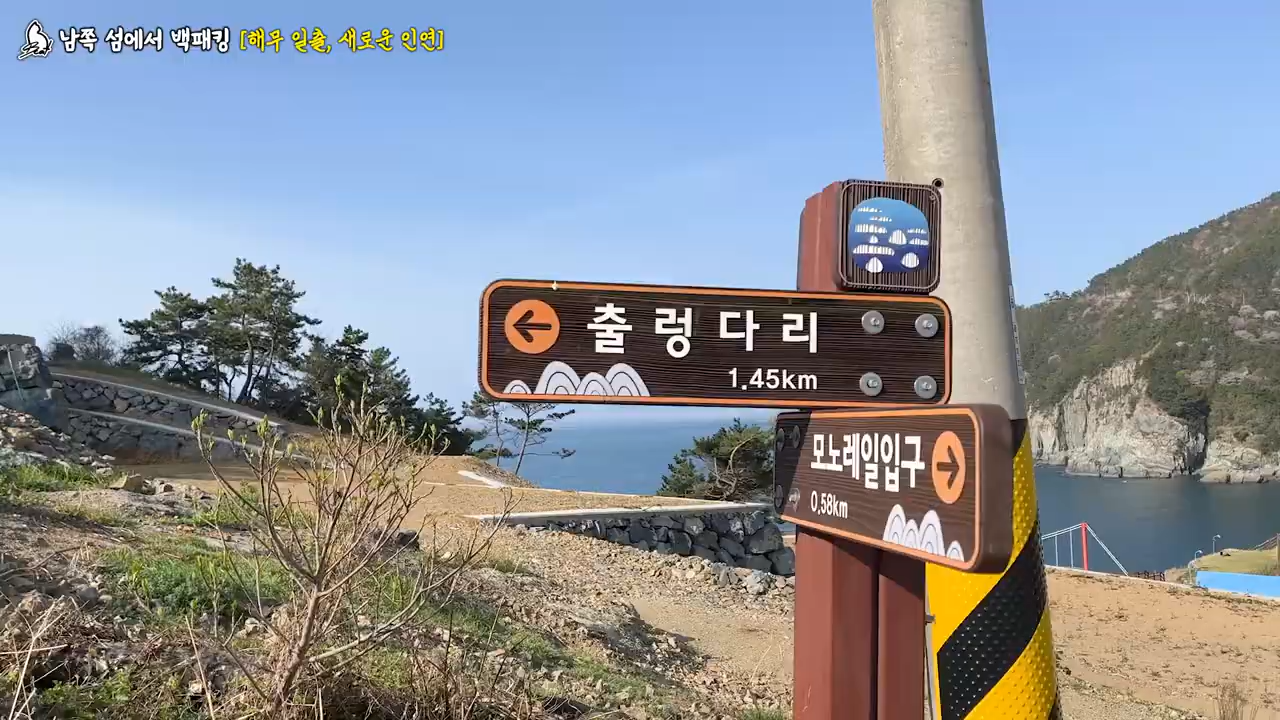 남쪽 섬에서 백패킹 [해무 일출, 새로운 인연]
출렁다리
1.45km
모노레일입구
0.58km